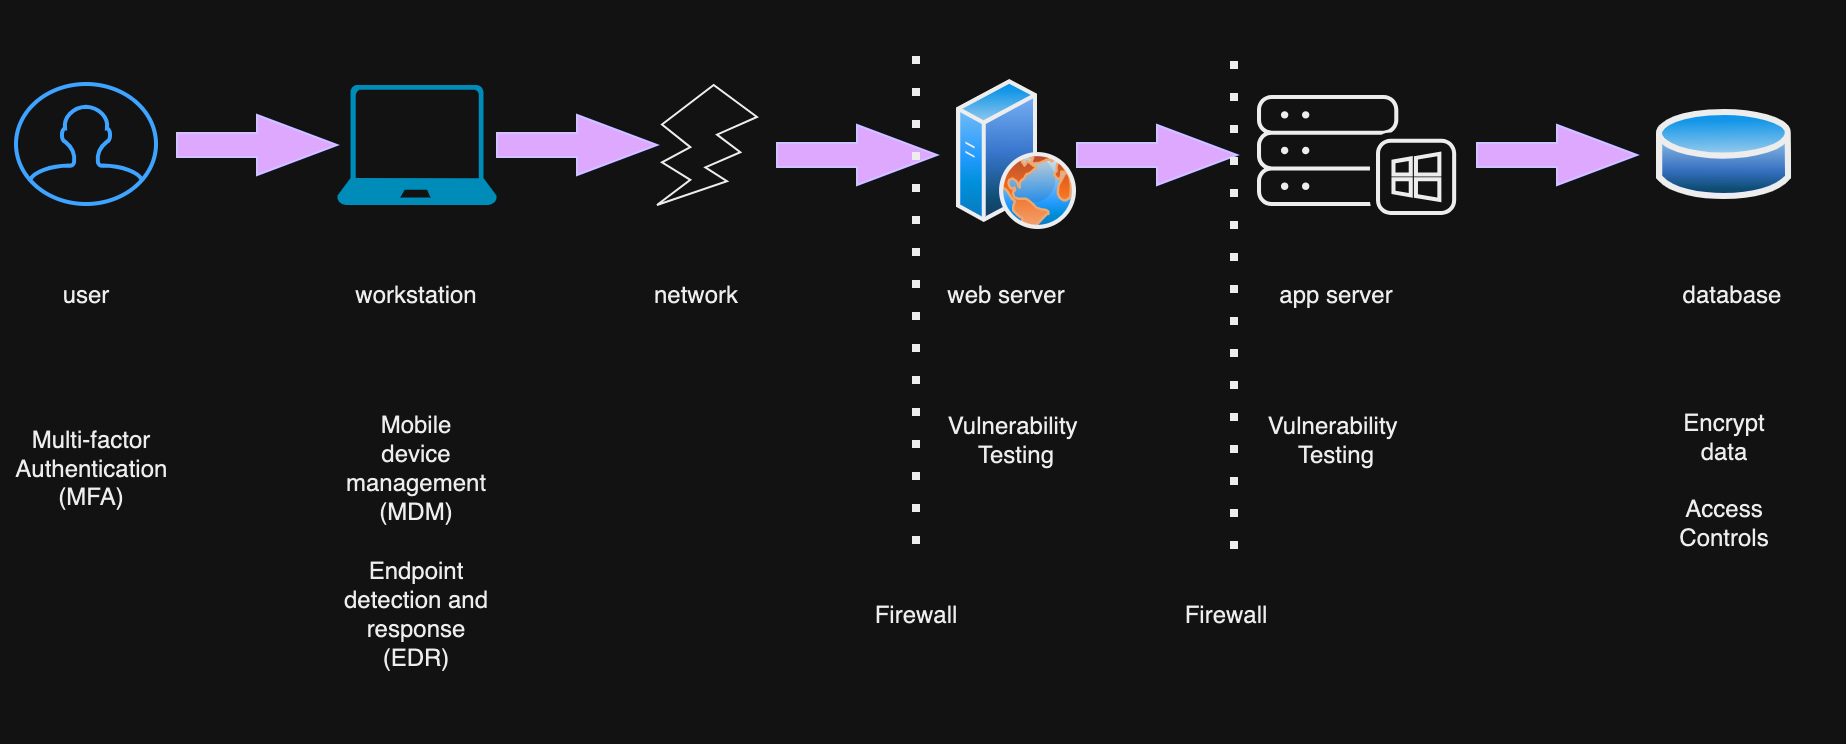 user
workstation
network
web server
app server
database
Multi-factor
Authentication
(MFA)
Mobile
device
management
(MDM)
Endpoint
detection and
response
(EDR)
Vulnerability
Testing
Vulnerability
Testing
Encrypt
data
Access
Controls
Firewall
Firewall